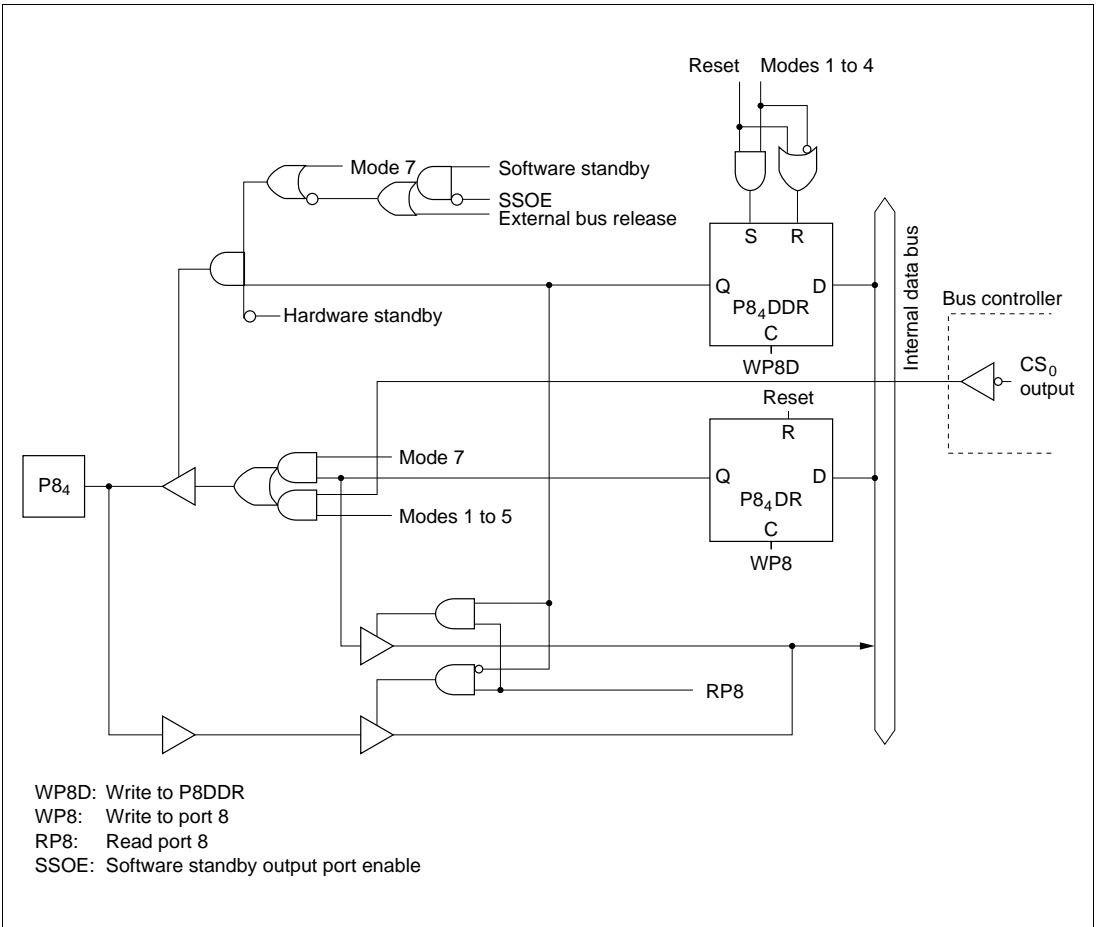 Reset Modes 1 to 4
Mode 7
Software standby
SSOE
External bus release
S R
Q D
P8₄DDR
C
WP8D
Hardware standby
Internal data bus
Bus controller
CS₀
output
Reset
R
Mode 7
P8₄
Q D
P8₄DR
C
WP8
Modes 1 to 5
RP8
WP8D: Write to P8DDR
WP8: Write to port 8
RP8: Read port 8
SSOE: Software standby output port enable